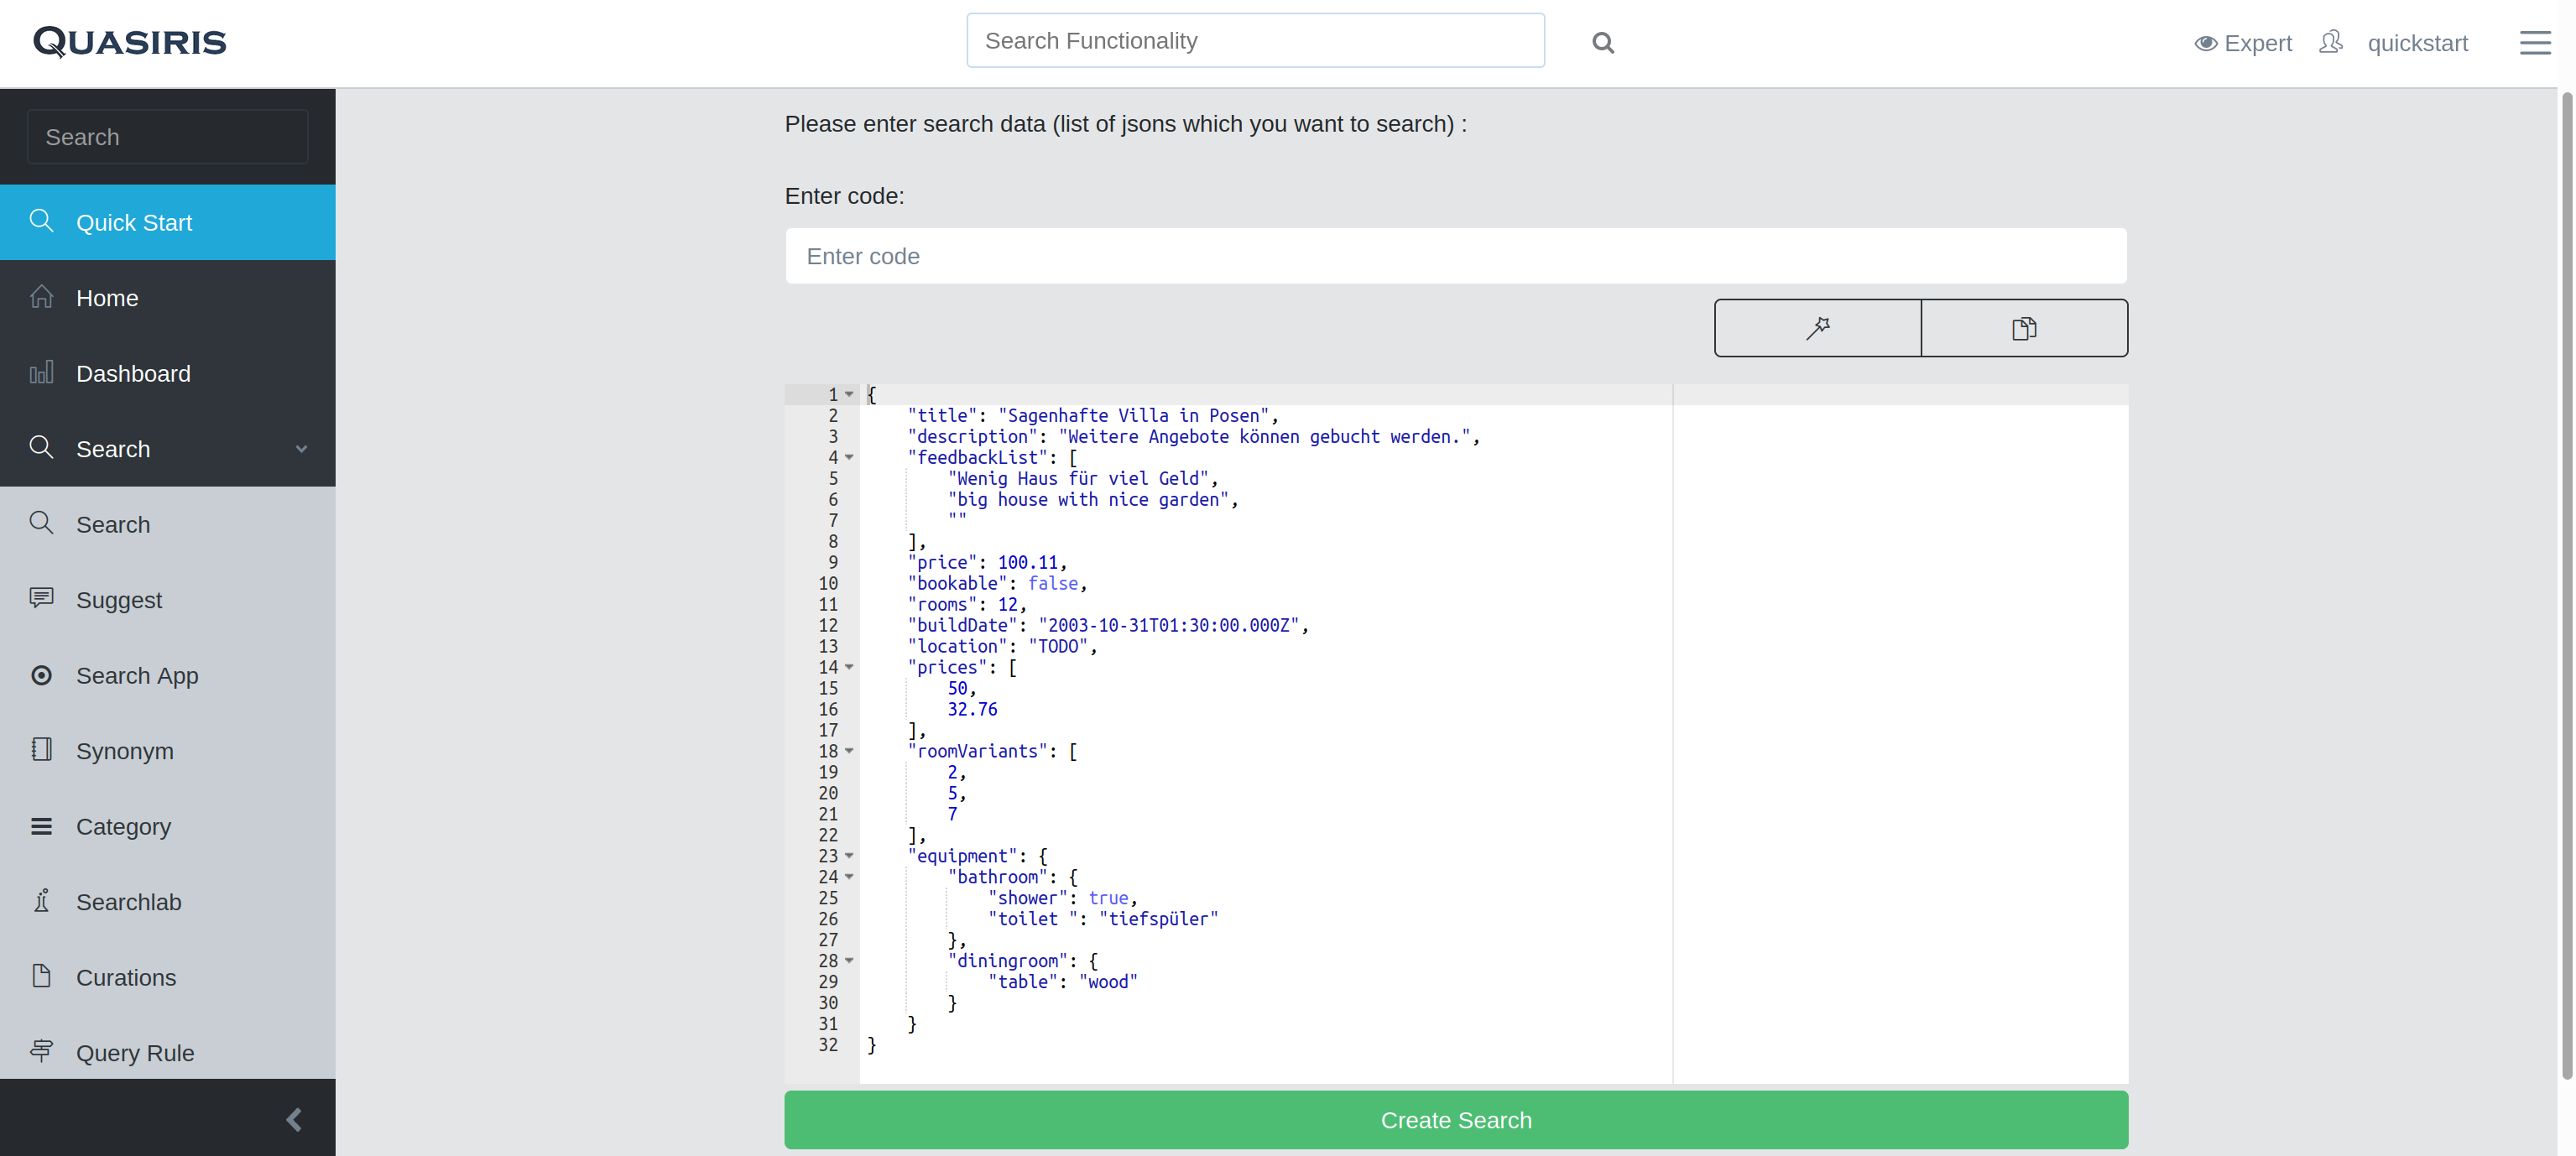 QUASIRIS
Search Functionality
Expert
quickstart
Search
Quick Start
Home
Dashboard
Search
Search
Suggest
Search App
Synonym
Category
Searchlab
Curations
Query Rule
Please enter search data (list of jsons which you want to search) :
Enter code:
Enter code
1 {
2     "title": "Sagenhafte Villa in Posen",
3     "description": "Weitere Angebote können gebucht werden.",
4     "feedbackList": [
5         "Wenig Haus für viel Geld",
6         "big house with nice garden",
7         ""
8     ],
9     "price": 100.11,
10     "bookable": false,
11     "rooms": 12,
12     "buildDate": "2003-10-31T01:30:00.000Z",
13     "location": "TODO",
14     "prices": [
15         50,
16         32.76
17     ],
18     "roomVariants": [
19         2,
20         5,
21         7
22     ],
23     "equipment": {
24         "bathroom": {
25             "shower": true,
26             "toilet ": "tiefspüler"
27         },
28         "diningroom": {
29             "table": "wood"
30         }
31     }
32 }
Create Search